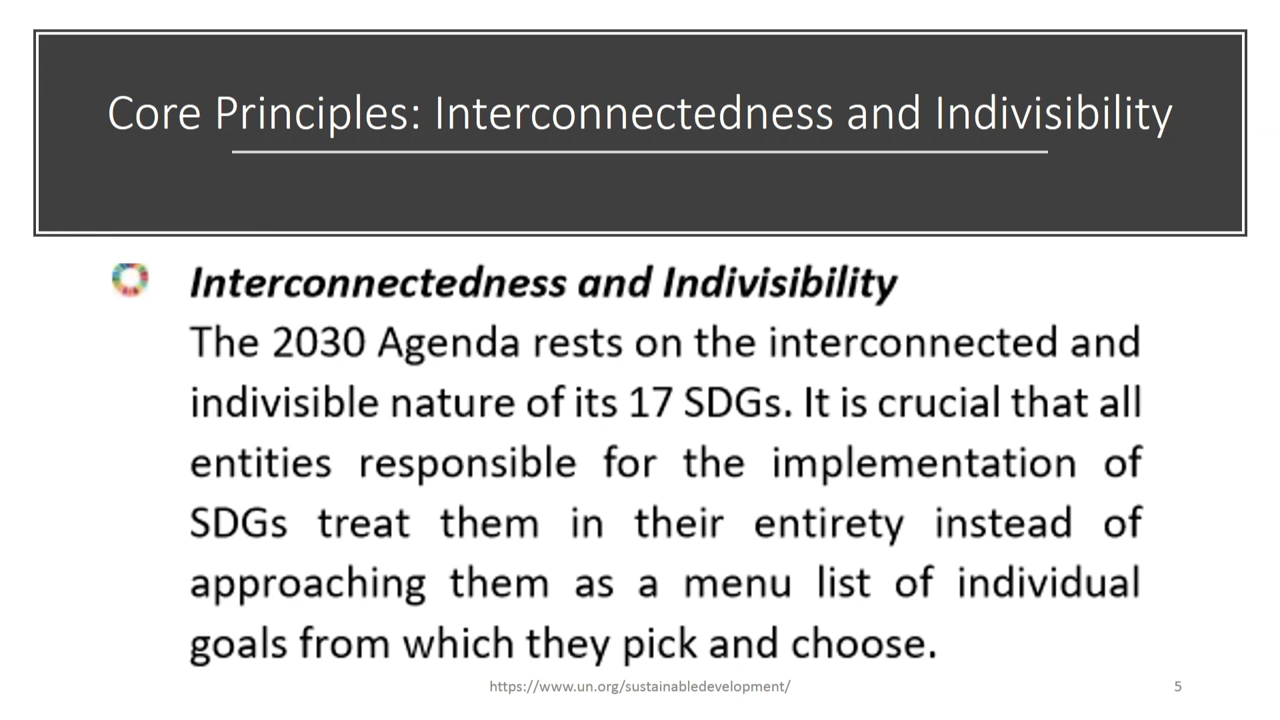 Core Principles: Interconnectedness and Indivisibility
Interconnectedness and Indivisibility
The 2030 Agenda rests on the interconnected and
indivisible nature of its 17 SDGs. It is crucial that all
entities responsible for the implementation of
SDGs treat them in their entirety instead of
approaching them as a menu list of individual
goals from which they pick and choose.
https://www.un.org/sustainabledevelopment/
5